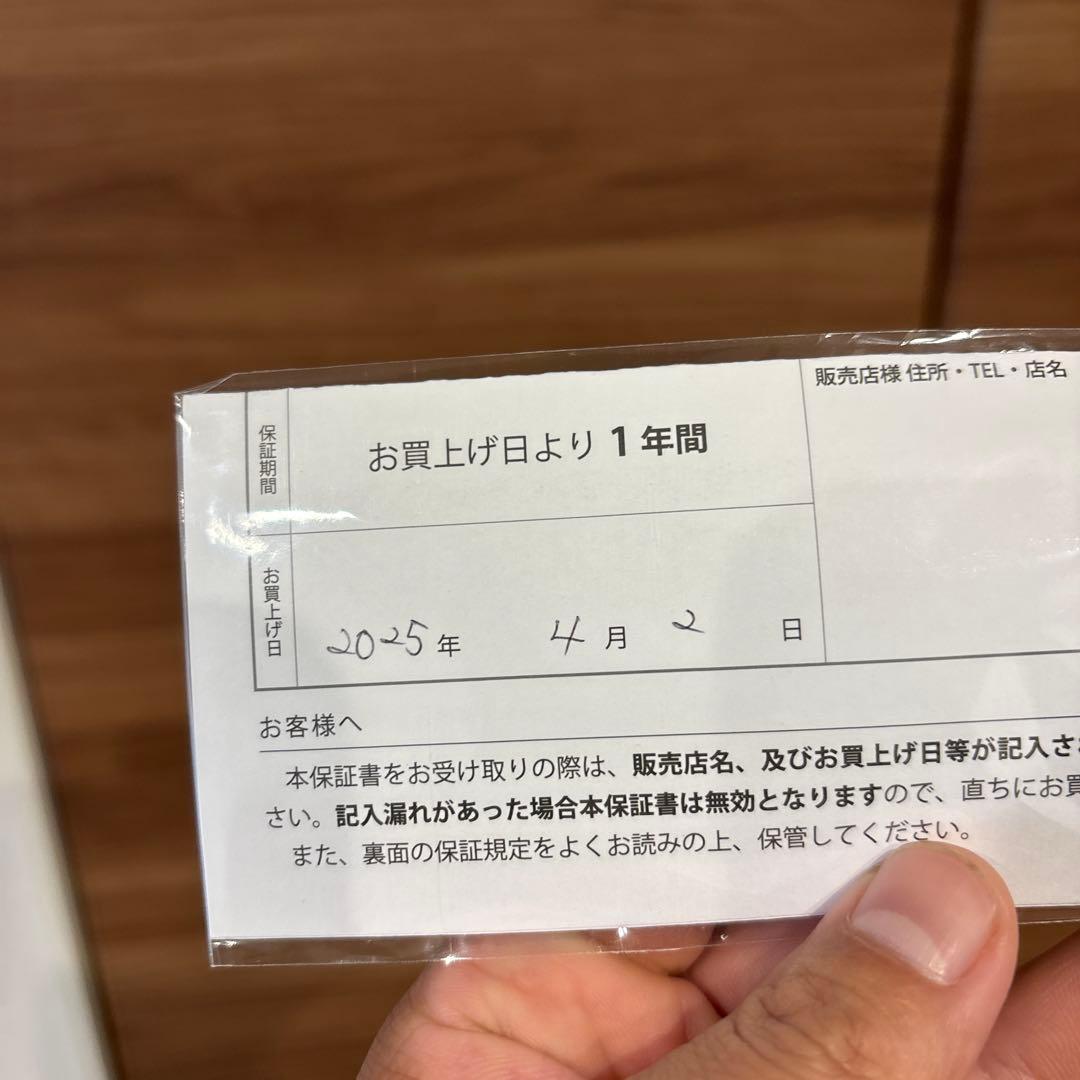 保証期間
お買上げ日より 1 年間
販売店様 住所・TEL・店名
お買上げ日
2025 年 4 月 2 日
お客様へ
本保証書をお受け取りの際は、販売店名、及びお買上げ日等が記入さ
さい。記入漏れがあった場合本保証書は無効となりますので、直ちにお買
また、裏面の保証規定をよくお読みの上、保管してください。